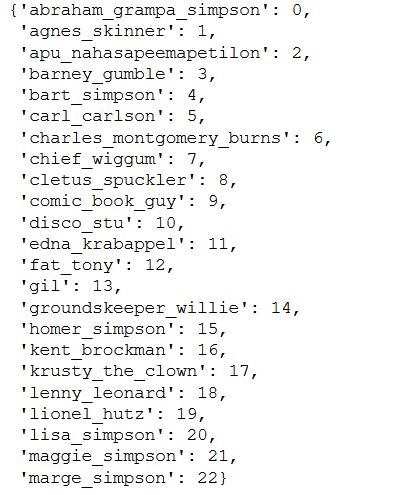 {'abraham_grampa_simpson': 0,
'agnes_skinner': 1,
'apu_nahasapeemapetilon': 2,
'barney_gumble': 3,
'bart_simpson': 4,
'carl_carlson': 5,
'charles_montgomery_burns': 6,
'chief_wiggum': 7,
'cletus_spuckler': 8,
'comic_book_guy': 9,
'disco_stu': 10,
'edna_krabappel': 11,
'fat_tony': 12,
'gil': 13,
'groundskeeper_willie': 14,
'homer_simpson': 15,
'kent_brockman': 16,
'krusty_the_clown': 17,
'lenny_leonard': 18,
'lionel_hutz': 19,
'lisa_simpson': 20,
'maggie_simpson': 21,
'marge_simpson': 22}